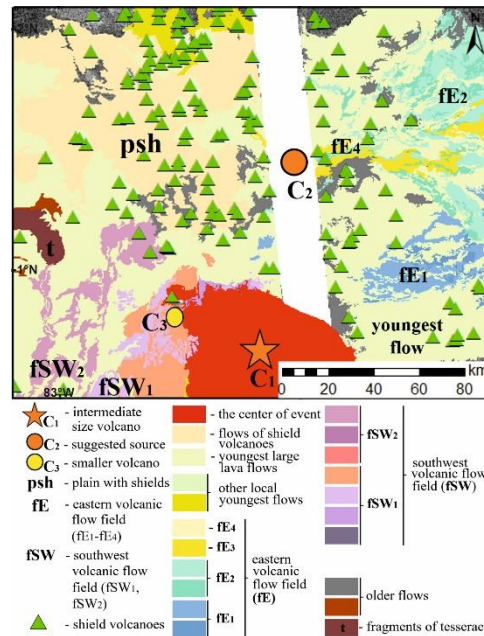 N
fE2
psh
fE4
C2
t
1°N
fE1
C3
youngest
flow
fSW2
C1
fSW1
83°W
km
0 20 40 60 80
C1 - intermediate
size volcano
C2 - suggested source
C3 - smaller volcano
psh - plain with shields
fE - eastern volcanic
flow field
(fE1-fE4)
fSW - southwest
volcanic flow
field (fSW1,
fSW2)
- shield volcanoes
- the center of event
- flows of shield
volcanoes
- youngest large
lava flows
- other local
youngest flows
- fE4
- fE3
- fE2
- fE1
eastern
volcanic
flow field
(fE)
- fSW2
- fSW1
southwest
volcanic flow
field (fSW)
- older flows
t - fragments of tesserae